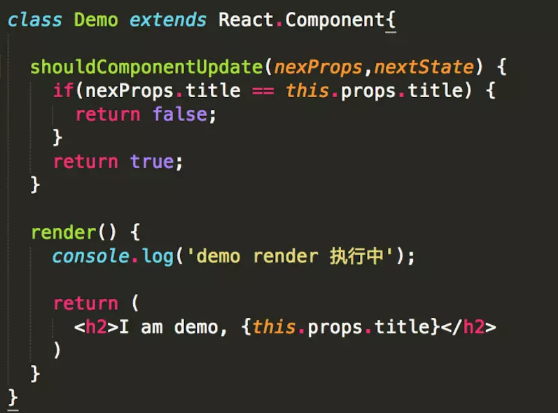 class Demo extends React.Component{
shouldComponentUpdate(nexProps,nextState) {
if(nexProps.title == this.props.title) {
return false;
}
return true;
}
render() {
console.log('demo render 执行中');
return (
<h2>I am demo, {this.props.title}</h2>
)
}
}